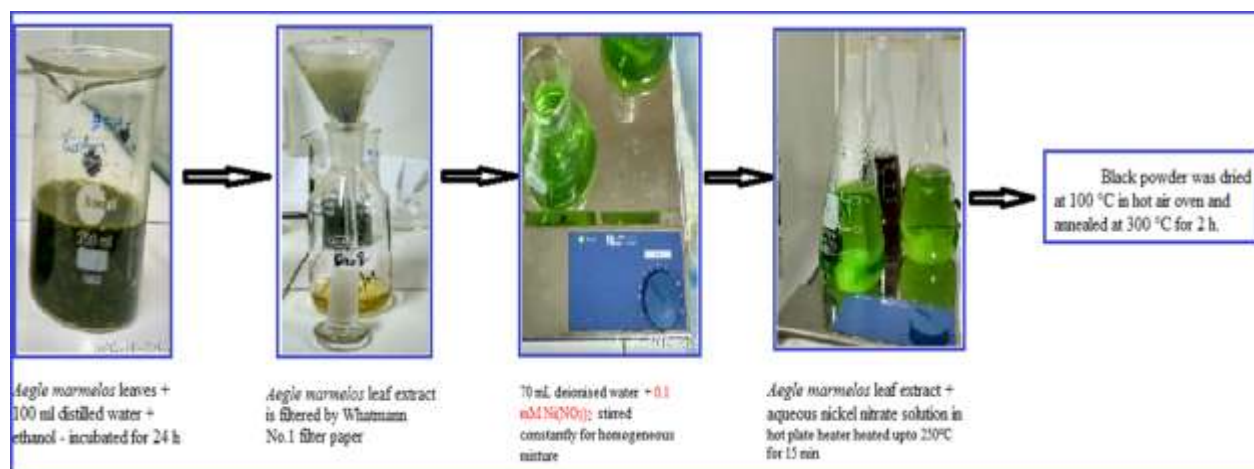 250 ml
Aegle marmelos leaves +
100 ml distilled water +
ethanol - incubated for 24 h
Aegle marmelos leaf extract
is filtered by Whatmann
No.1 filter paper
70 mL deionised water + 0.1
mM Ni(NO₃)₂ stirred
constantly for homogeneous
mixture
Aegle marmelos leaf extract +
aqueous nickel nitrate solution in
hot plate heater heated upto 250°C
for 15 min
Black powder was dried
at 100 °C in hot air oven and
annealed at 300 °C for 2 h.